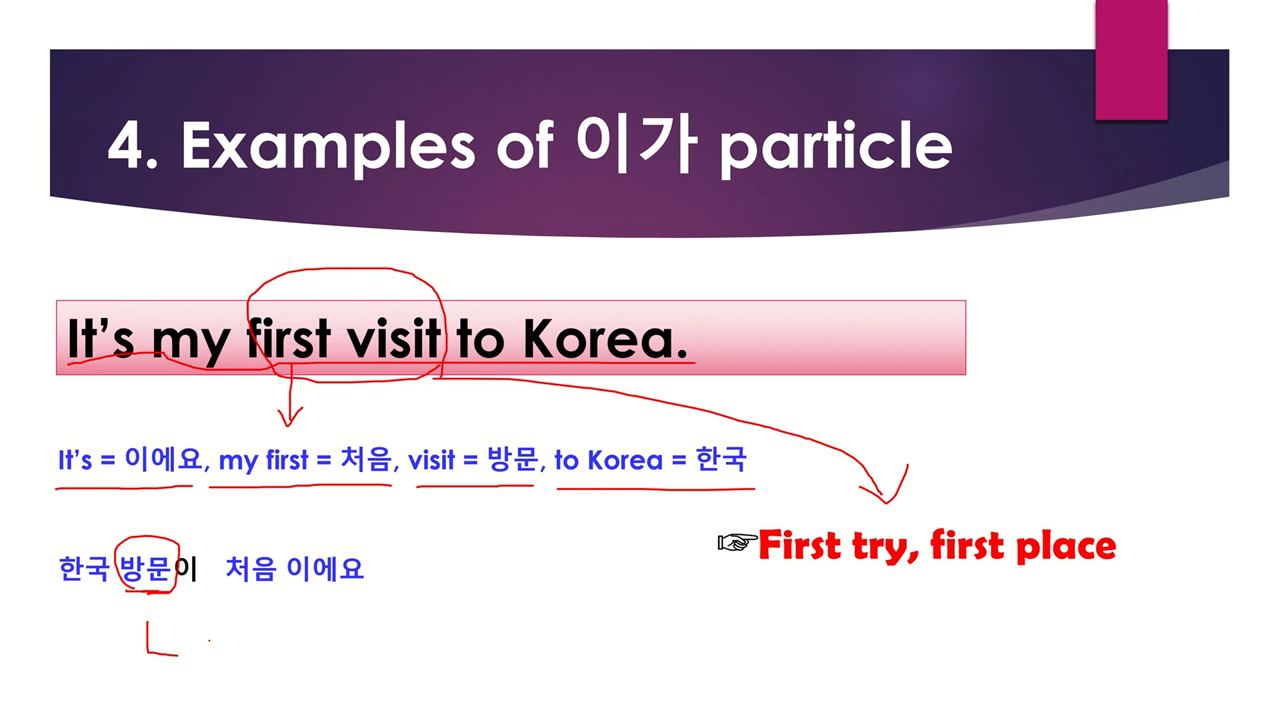 4. Examples of 이가 particle
It's my first visit to Korea.
It's = 이에요, my first = 처음, visit = 방문, to Korea = 한국
☞First try, first place
한국 방문이 처음 이에요
ㄴ